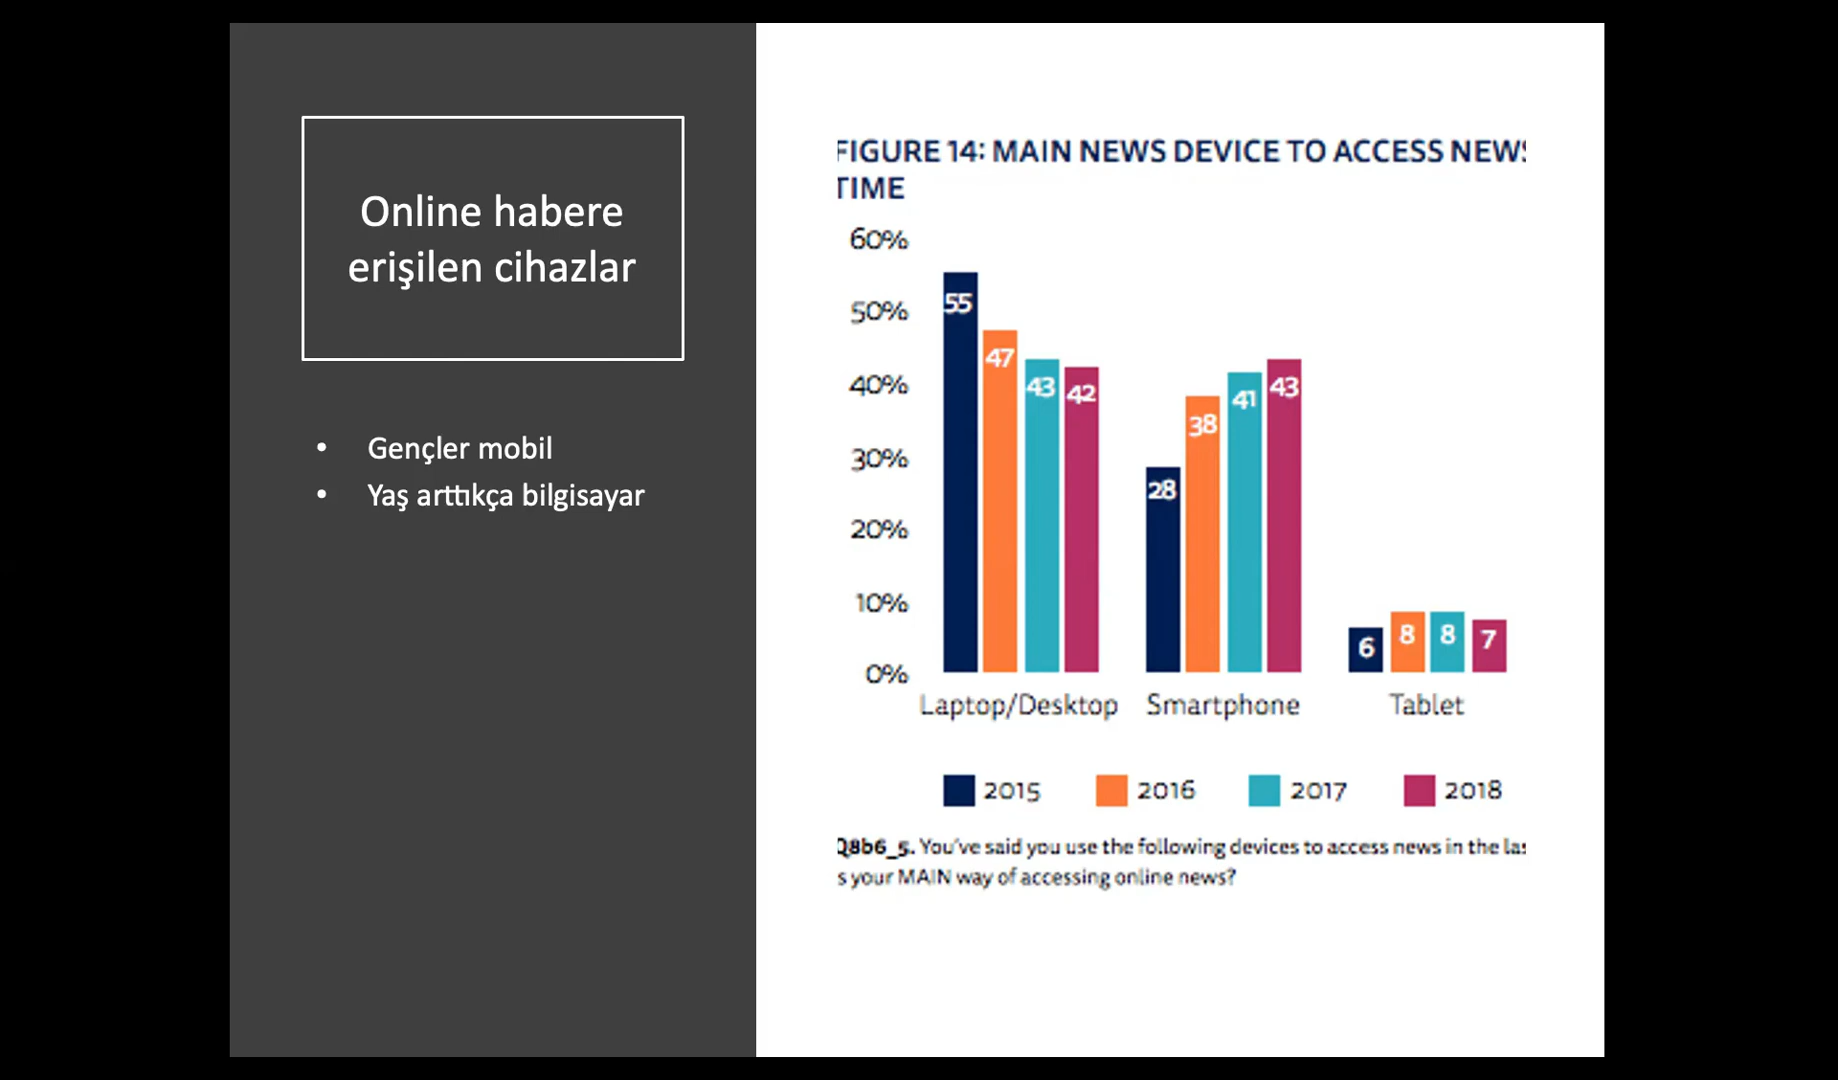 Online habere
erişilen cihazlar
• Gençler mobil
• Yaş arttıkça bilgisayar
FIGURE 14: MAIN NEWS DEVICE TO ACCESS NEWS
TIME
60%
50%
40%
30%
20%
10%
0%
55
47
43
42
28
38
41
43
6
8
8
7
Laptop/Desktop
Smartphone
Tablet
2015
2016
2017
2018
Q8b6_5. You've said you use the following devices to access news in the las
s your MAIN way of accessing online news?